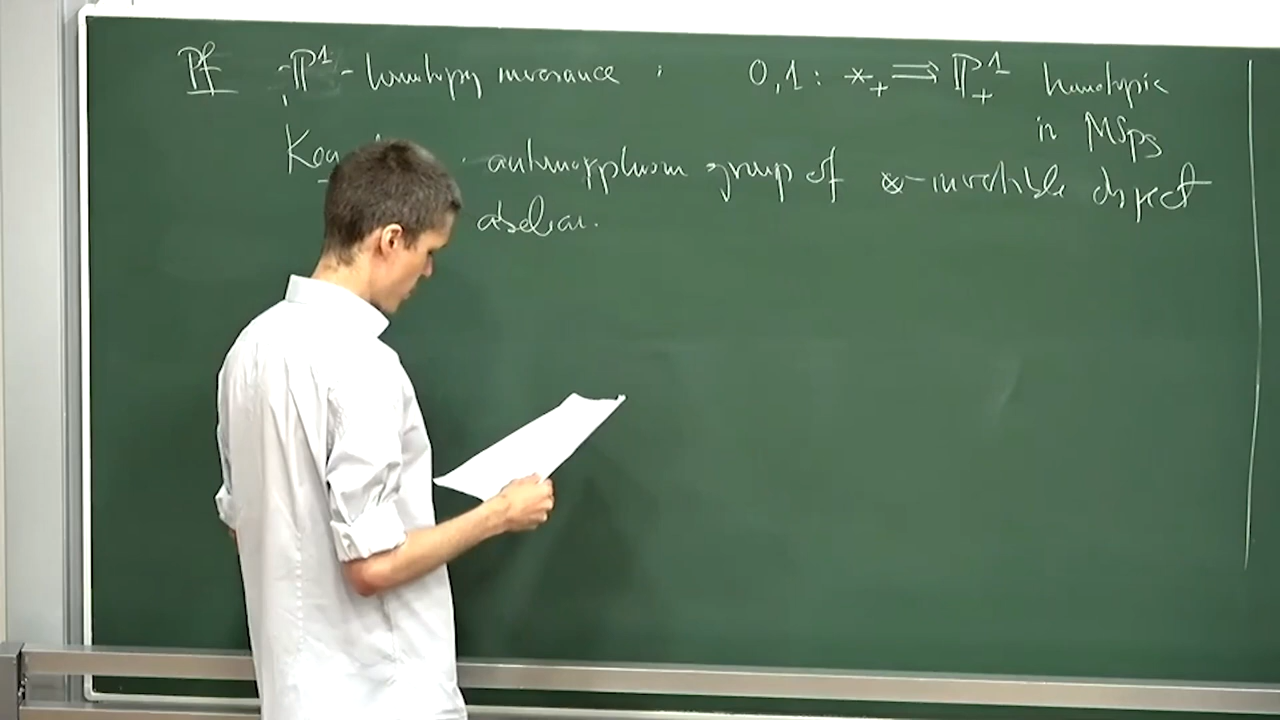 Pf ; ℙ¹-homotopy invariance : 0,1 : *₊ ⇉ ℙ¹₊ homotopic
in MSps
automorphism group of ⊗-invertible object
abelian.